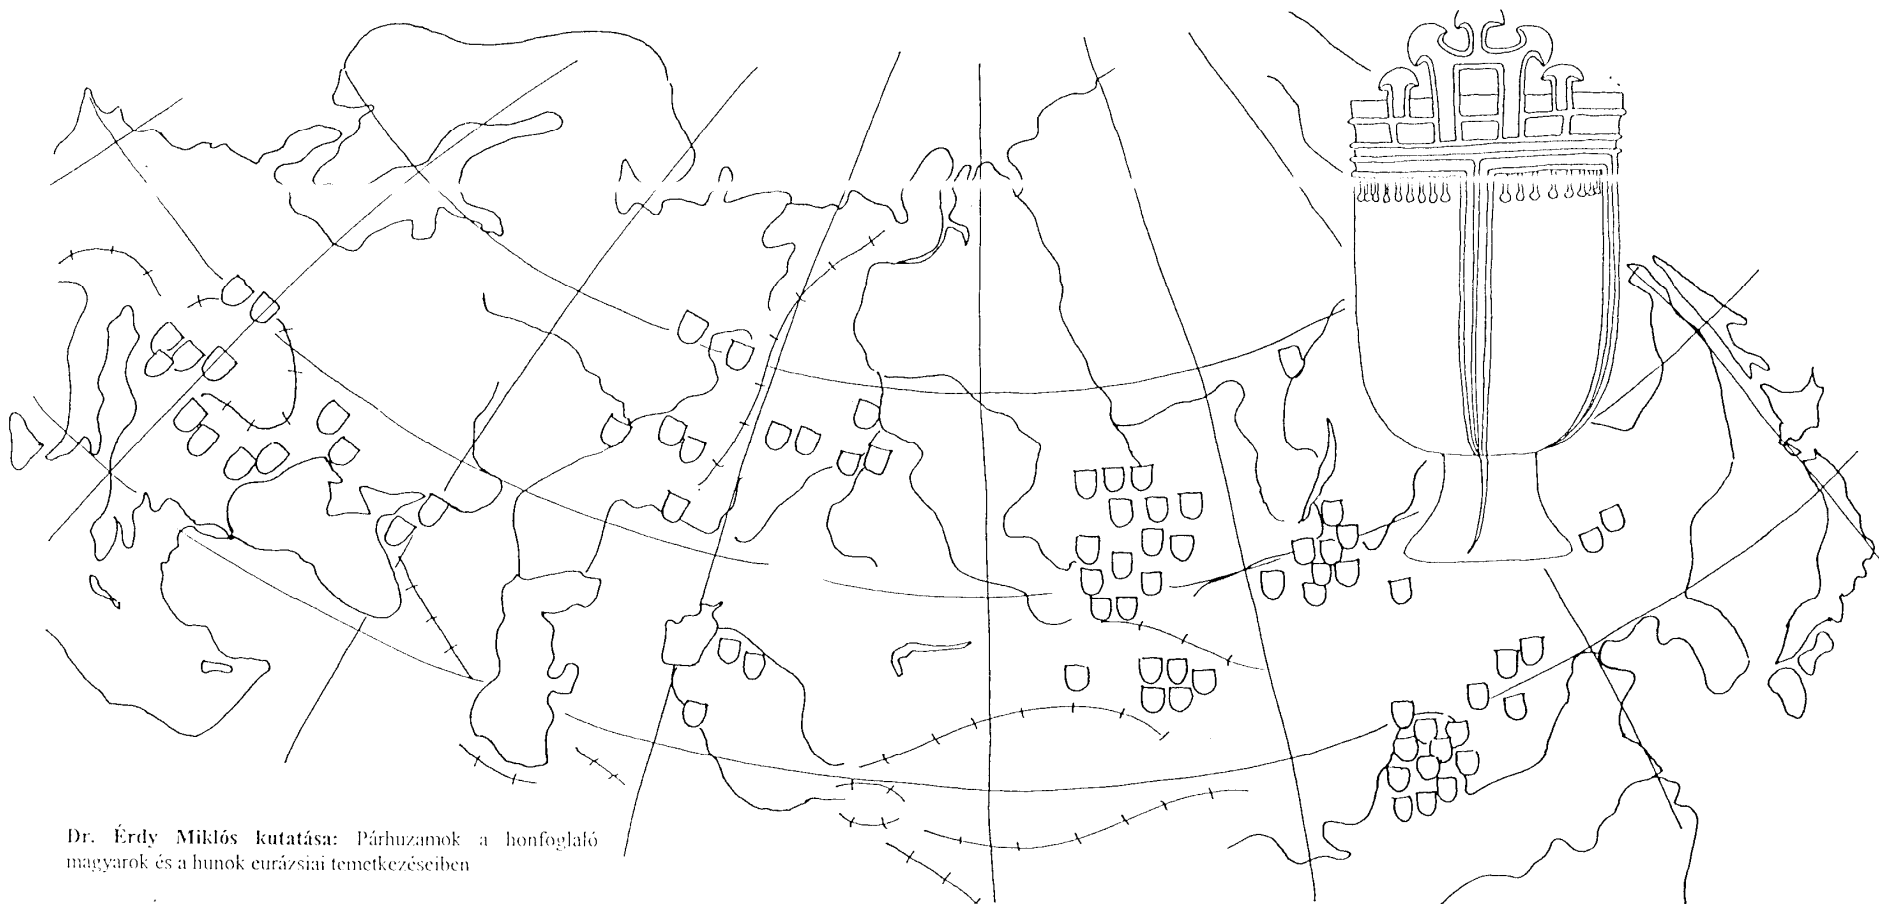 Dr. Érdy Miklós kutatása: Párhuzamok a honfoglaló
magyarok és a hunok eurázsiai temetkezéseiben